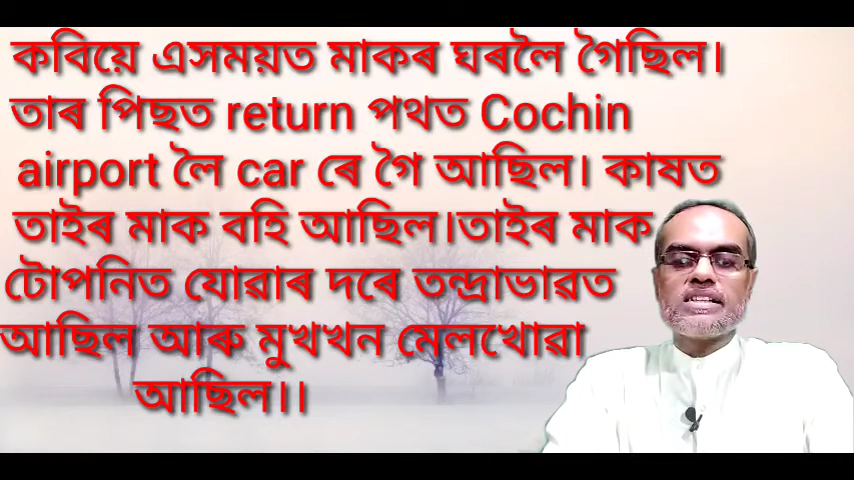 কবিয়ে এসময়ত মাকৰ ঘৰলৈ গৈছিল।
তাৰ পিছত return পথত Cochin
airport লৈ car ৰে গৈ আছিল। কাষত
তাইৰ মাক বহি আছিল।তাইৰ মাক
টোপনিত যোৱাৰ দৰে তন্দ্ৰাভাৱত
আছিল আৰু মুখখন মেলখোৱা
আছিল।।